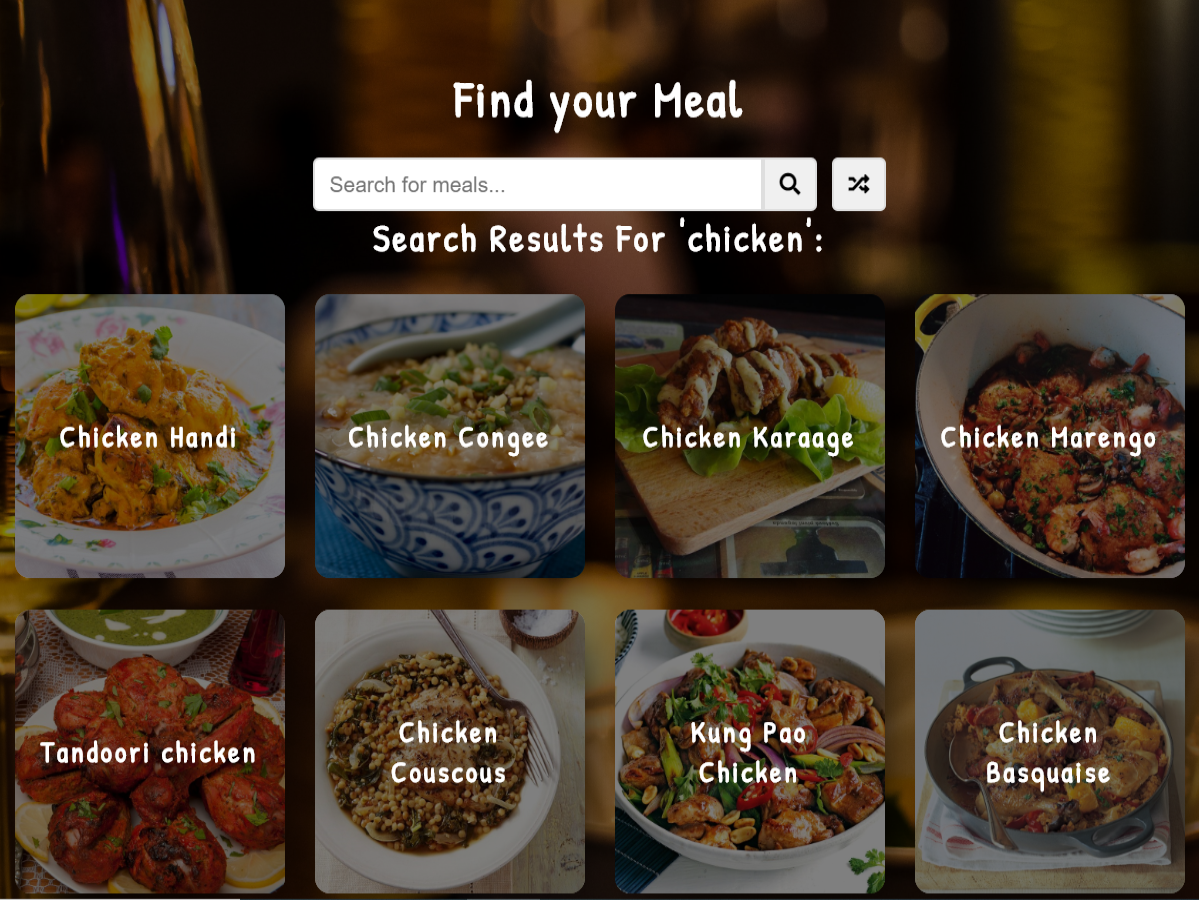 Find your Meal
Search for meals...
Search Results For 'chicken':
Chicken Handi
Chicken Congee
Chicken Karaage
Chicken Marengo
Tandoori chicken
Chicken
Couscous
Kung Pao
Chicken
Chicken
Basquaise